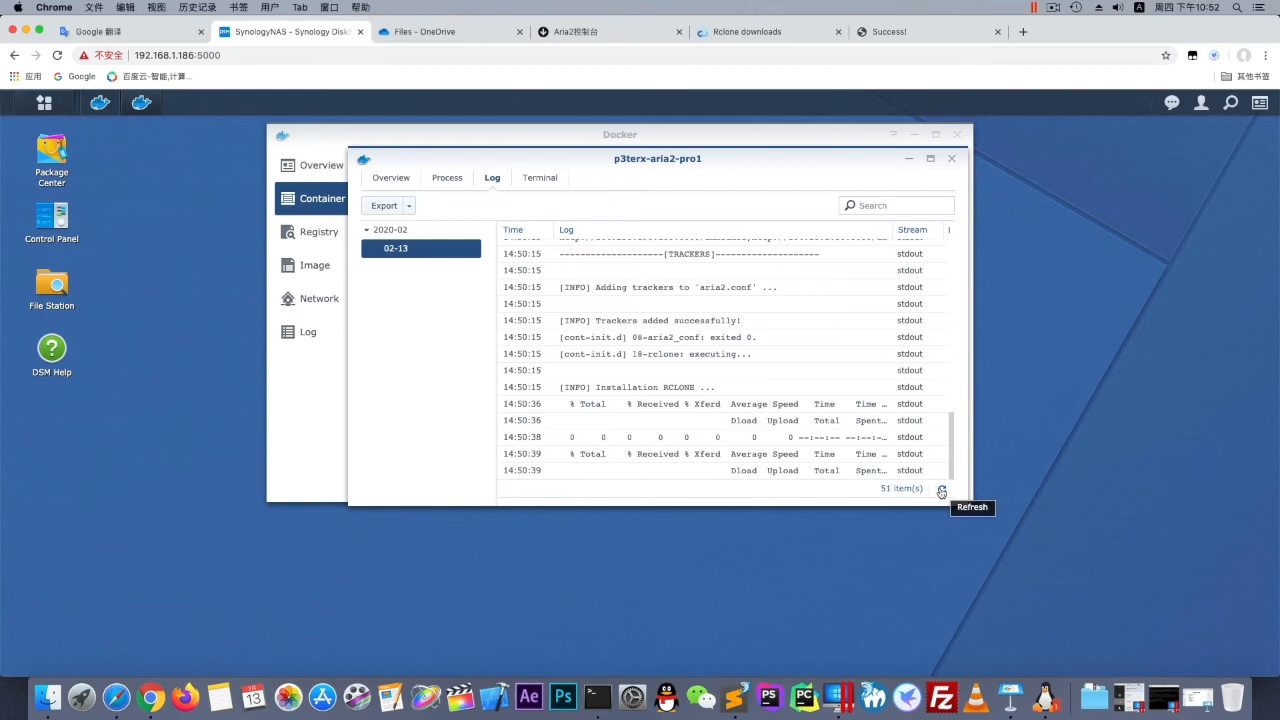 Chrome 文件 编辑 视图 历史记录 书签 用户 Tab 窗口 帮助 周四 下午10:52
Google 翻译 SynologyNAS - Synology Disk Files - OneDrive Aria2控制台 Rclone downloads Success!
不安全 192.168.1.186:5000
应用 Google 百度云-智能,计算... 其他书签
Package
Center
Control Panel
File Station
DSM Help
Docker
Overview
Container
Registry
Image
Network
Log
p3terx-aria2-pro1
Overview Process Log Terminal
Export Search
2020-02
02-13
Time Log Stream
14:50:15 --------------------[TRACKERS]-------------------- stdout
14:50:15 stdout
14:50:15 [INFO] Adding trackers to 'aria2.conf' ... stdout
14:50:15 stdout
14:50:15 [INFO] Trackers added successfully! stdout
14:50:15 [cont-init.d] 08-aria2_conf: exited 0. stdout
14:50:15 [cont-init.d] 18-rclone: executing... stdout
14:50:15 stdout
14:50:15 [INFO] Installation RCLONE ... stdout
14:50:36 % Total % Received % Xferd Average Speed Time Time ... stdout
14:50:36 Dload Upload Total Spent... stdout
14:50:38 0 0 0 0 0 0 0 0 --:--:-- --:--:-... stdout
14:50:39 % Total % Received % Xferd Average Speed Time Time ... stdout
14:50:39 Dload Upload Total Spent... stdout
51 item(s)
Refresh
13
Ae Ps PS PC Fz